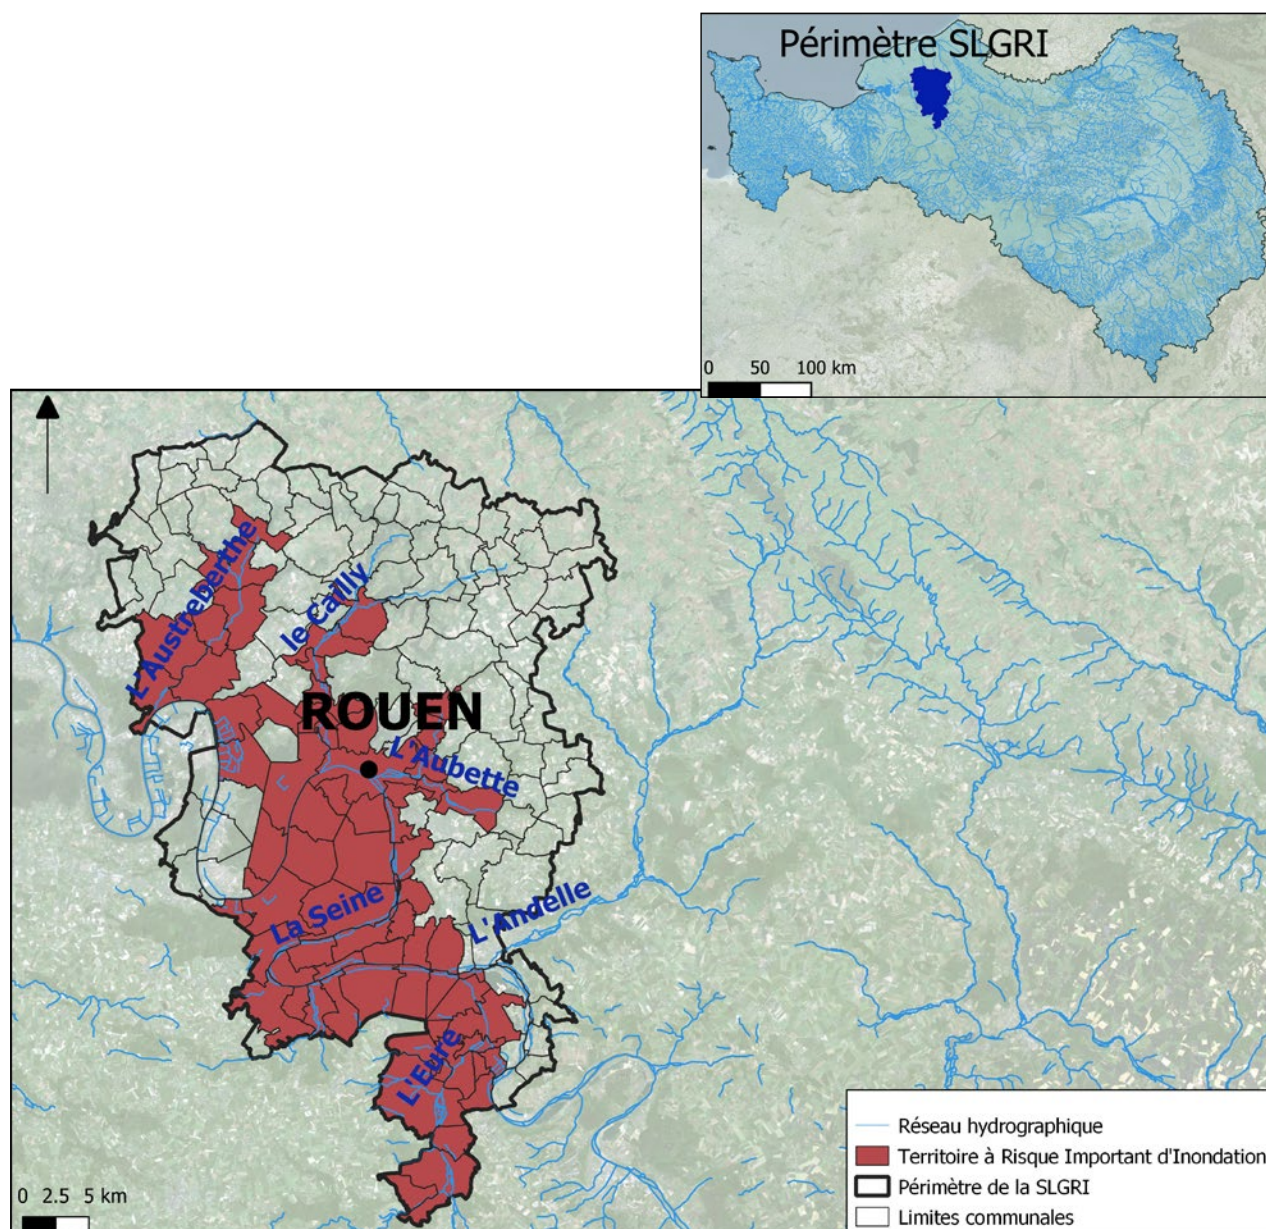 Périmètre SLGRI
0 50 100 km
L'Austreberthe
le Cailly
ROUEN
L'Aubette
La Seine
L'Andelle
L'Eure
Réseau hydrographique
Territoire à Risque Important d'Inondation
Périmètre de la SLGRI
Limites communales
0 2.5 5 km